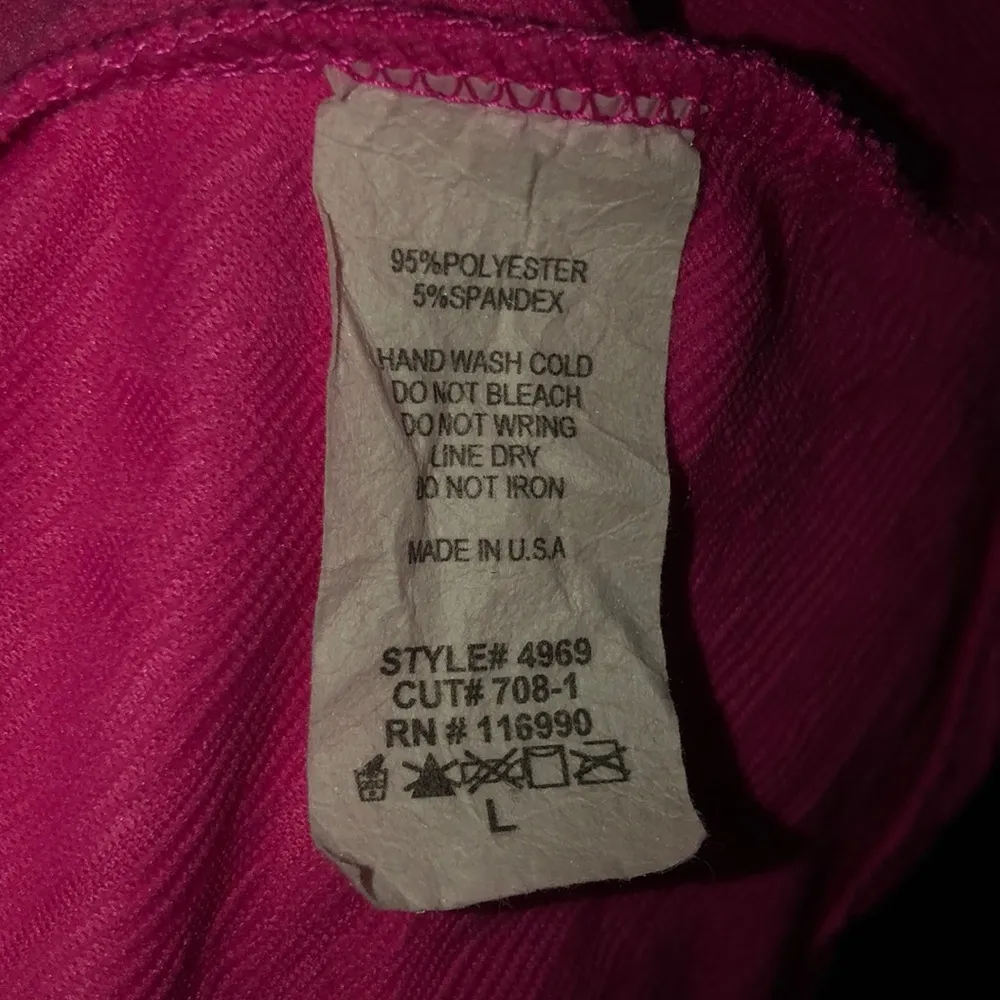 95%POLYESTER
5%SPANDEX
HAND WASH COLD
DO NOT BLEACH
DO NOT WRING
LINE DRY
DO NOT IRON
MADE IN U.S.A
STYLE# 4969
CUT# 708-1
RN # 116990
L